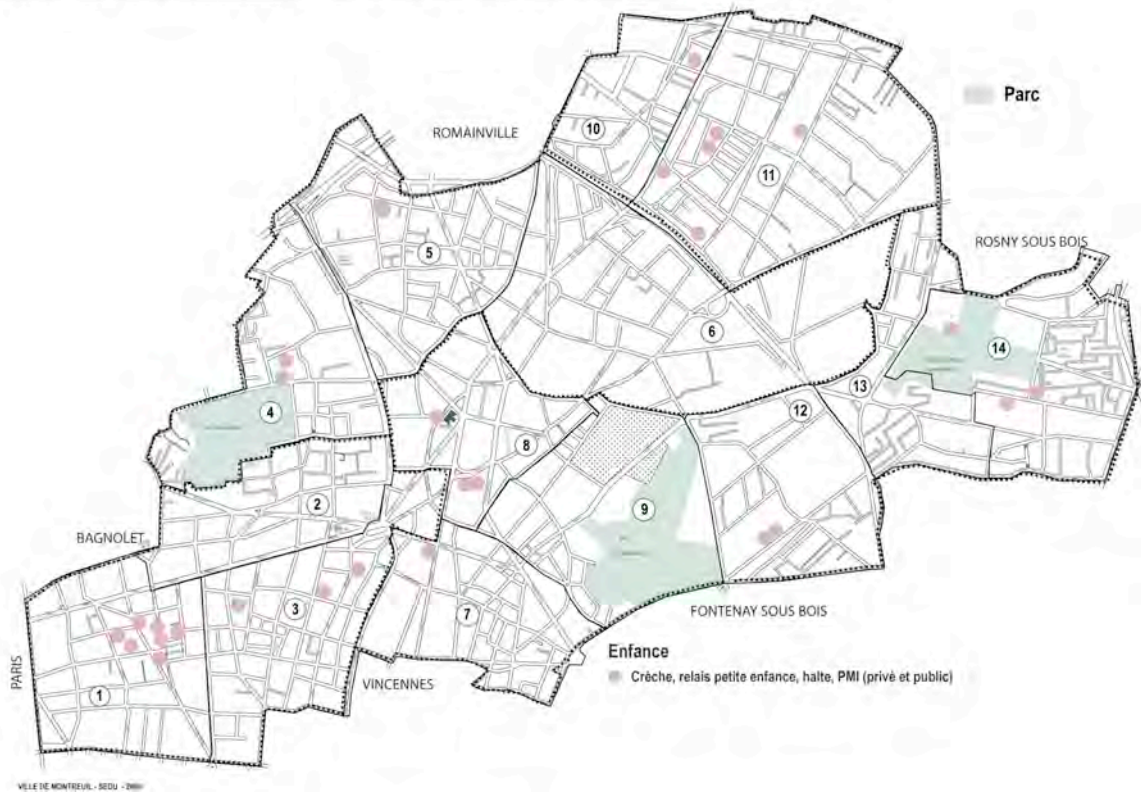 Parc
ROMAINVILLE
10
11
5
ROSNY SOUS BOIS
6
14
13
4
12
8
2
9
BAGNOLET
3
7
FONTENAY SOUS BOIS
Enfance
Crèche, relais petite enfance, halte, PMI (privé et public)
PARIS
VINCENNES
1
VILLE DE MONTREUIL - SEDU -